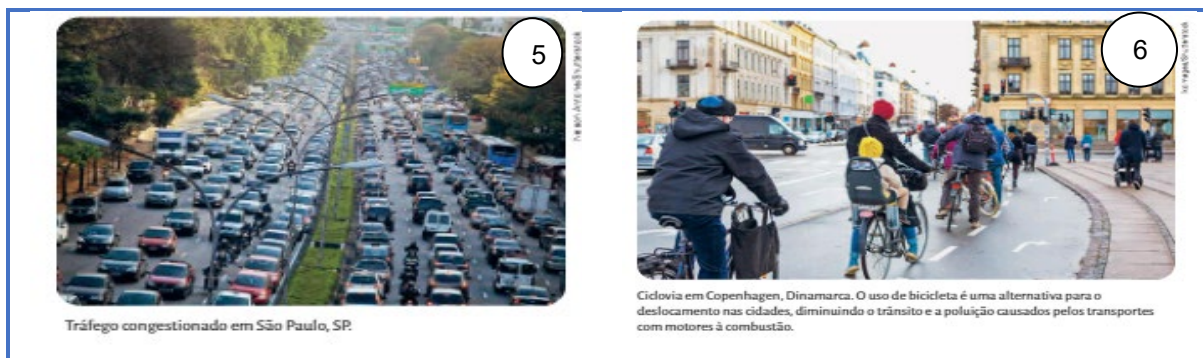 5
6
Tráfego congestionado em São Paulo, SP.
Ciclovia em Copenhagen, Dinamarca. O uso de bicicleta é uma alternativa para o
deslocamento nas cidades, diminuindo o trânsito e a poluição causados pelos transportes
com motores à combustão.